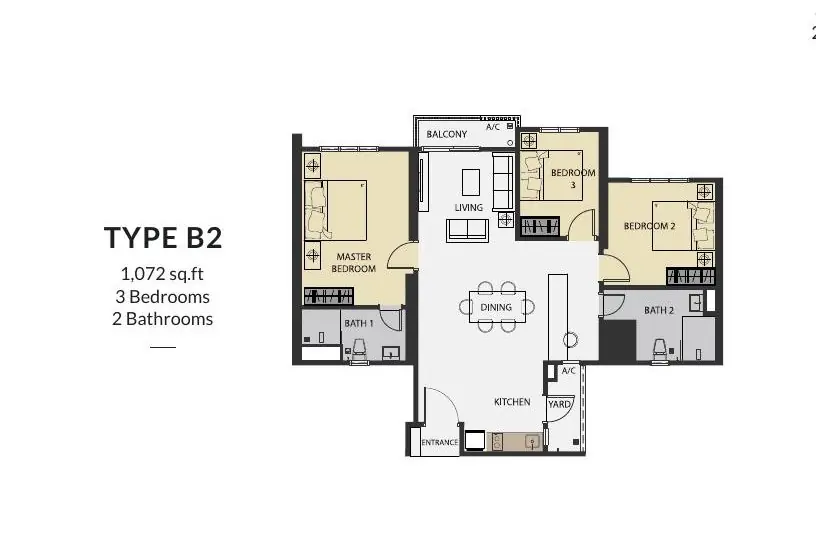 2
TYPE B2
1,072 sq.ft
3 Bedrooms
2 Bathrooms
BALCONY
A/C
LIVING
BEDROOM
3
BEDROOM 2
MASTER
BEDROOM
DINING
BATH 1
BATH 2
A/C
KITCHEN
YARD
ENTRANCE